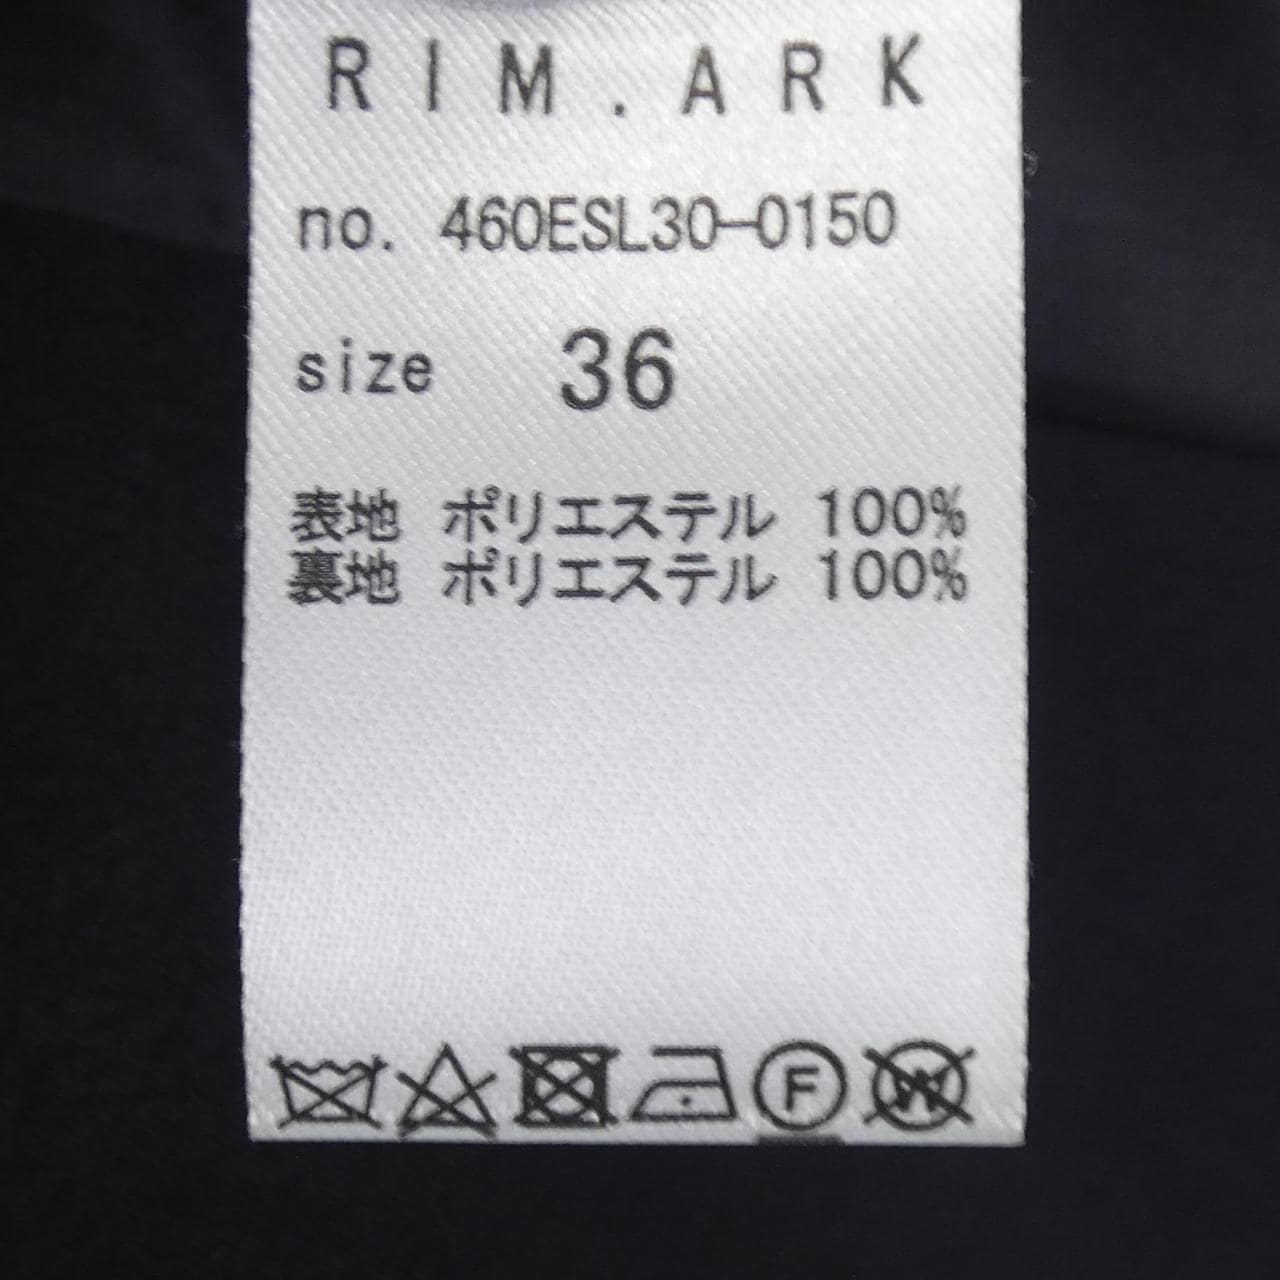 RIM.ARK
no. 460ESL30-0150
size 36
表地 ポリエステル 100%
裏地 ポリエステル 100%
F W